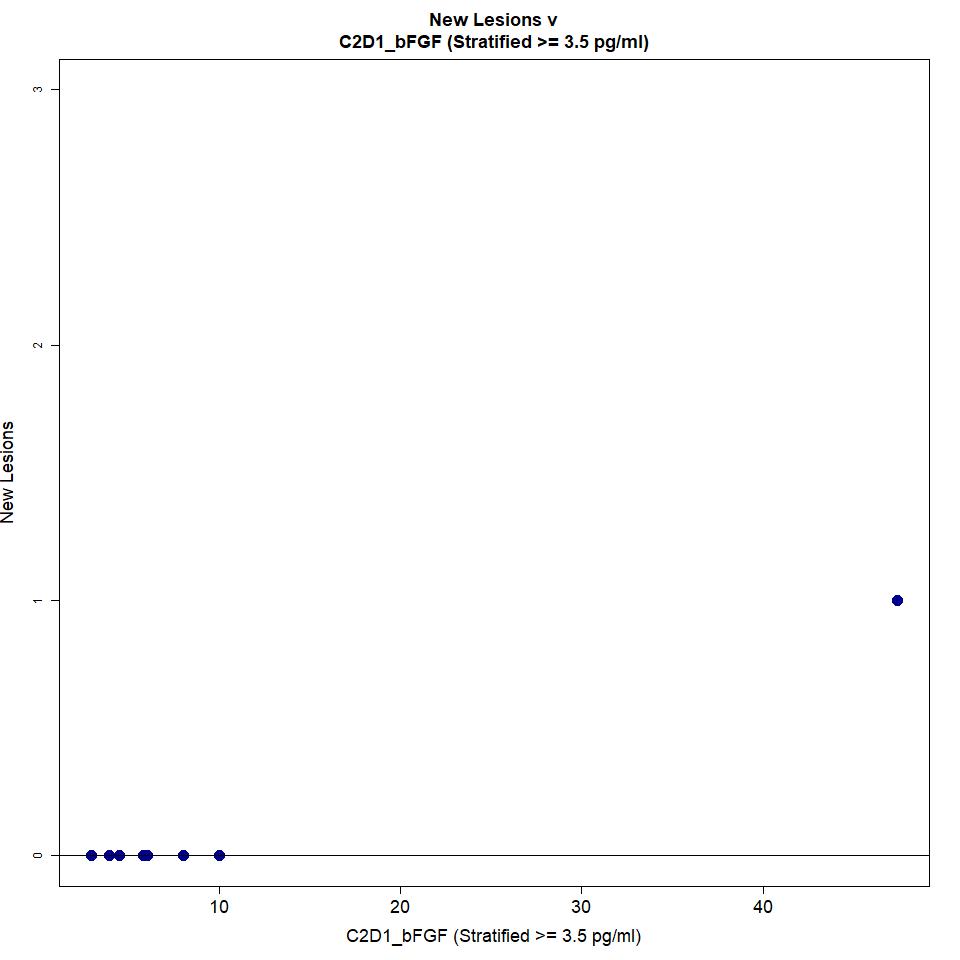 New Lesions v
C2D1_bFGF (Stratified >= 3.5 pg/ml)
3
2
1
0
New Lesions
10 20 30 40
C2D1_bFGF (Stratified >= 3.5 pg/ml)